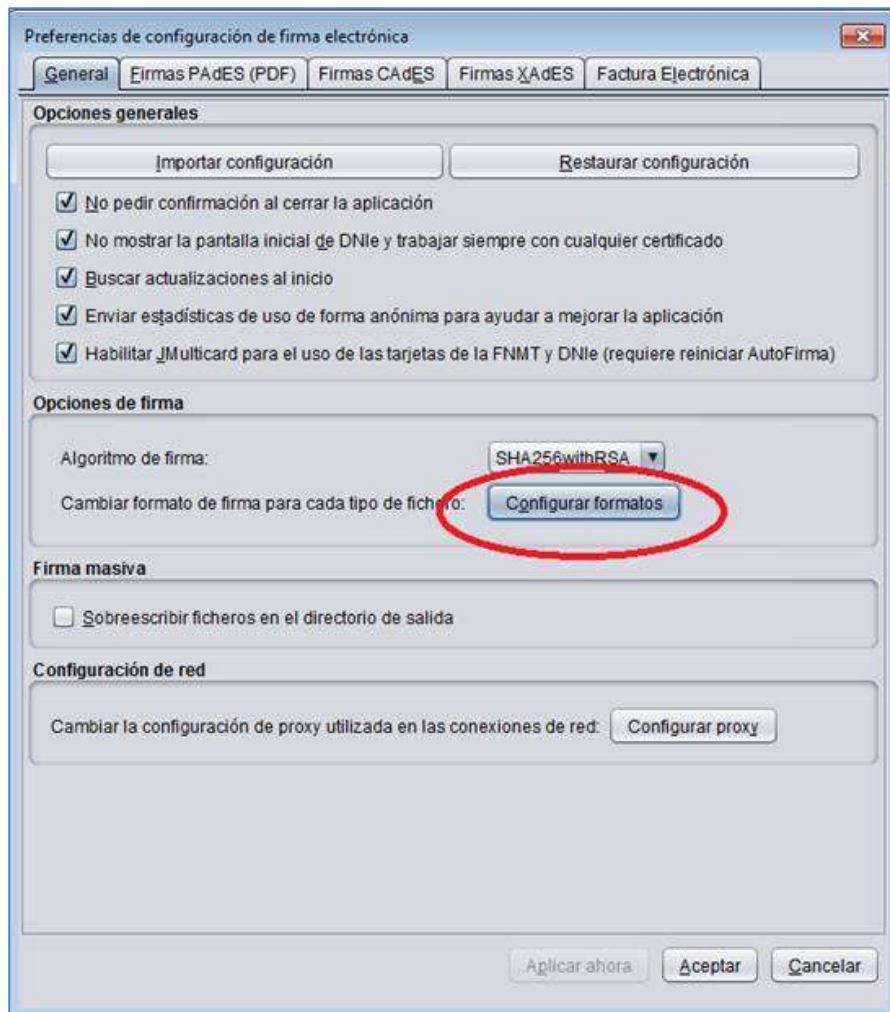 Preferencias de configuración de firma electrónica
General Firmas PAdES (PDF) Firmas CAdES Firmas XAdES Factura Electrónica
Opciones generales
Importar configuración Restaurar configuración
No pedir confirmación al cerrar la aplicación
No mostrar la pantalla inicial de DNIe y trabajar siempre con cualquier certificado
Buscar actualizaciones al inicio
Enviar estadísticas de uso de forma anónima para ayudar a mejorar la aplicación
Habilitar JMulticard para el uso de las tarjetas de la FNMT y DNIe (requiere reiniciar AutoFirma)
Opciones de firma
Algoritmo de firma: SHA256withRSA
Cambiar formato de firma para cada tipo de fichero: Configurar formatos
Firma masiva
Sobreescribir ficheros en el directorio de salida
Configuración de red
Cambiar la configuración de proxy utilizada en las conexiones de red: Configurar proxy
Aplicar ahora Aceptar Cancelar